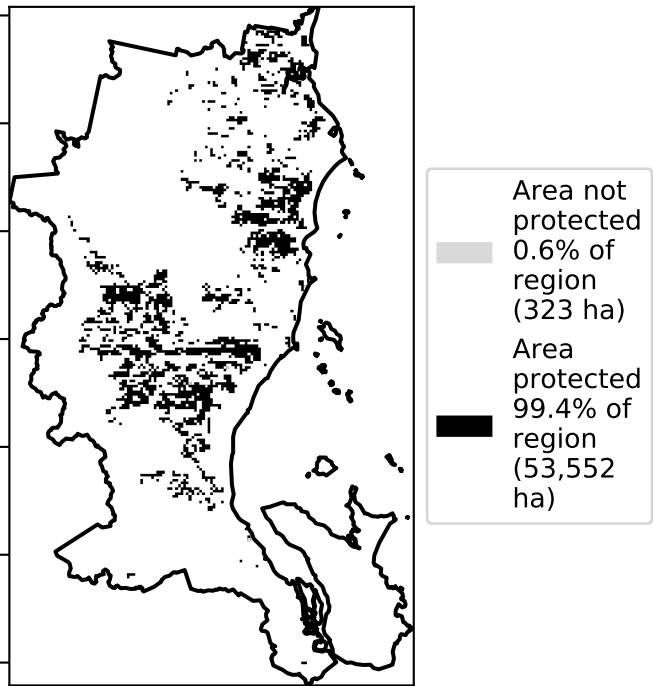 Area not
protected
0.6% of
region
(323 ha)
Area
protected
99.4% of
region
(53,552
ha)